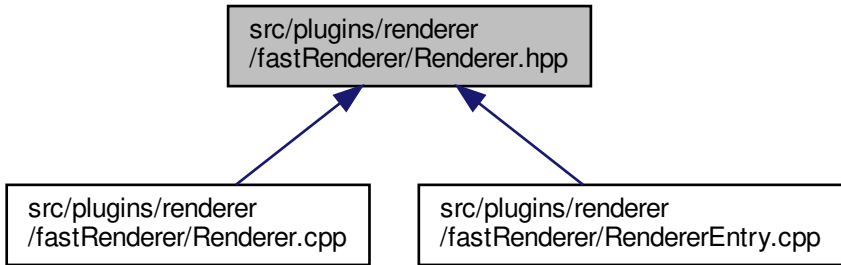 src/plugins/renderer
/fastRenderer/Renderer.hpp
src/plugins/renderer
/fastRenderer/Renderer.cpp
src/plugins/renderer
/fastRenderer/RendererEntry.cpp